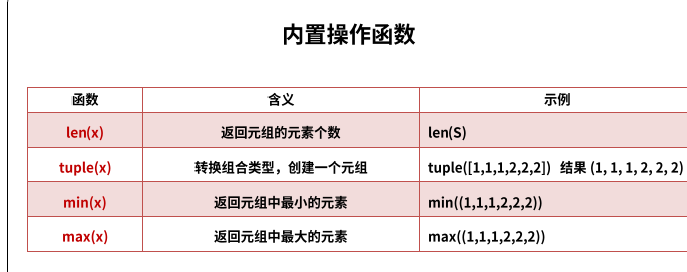 内置操作函数
函数 含义 示例
len(x) 返回元组的元素个数 len(S)
tuple(x) 转换组合类型，创建一个元组 tuple([1,1,1,2,2,2]) 结果 (1, 1, 1, 2, 2, 2)
min(x) 返回元组中最小的元素 min((1,1,1,2,2,2))
max(x) 返回元组中最大的元素 max((1,1,1,2,2,2))